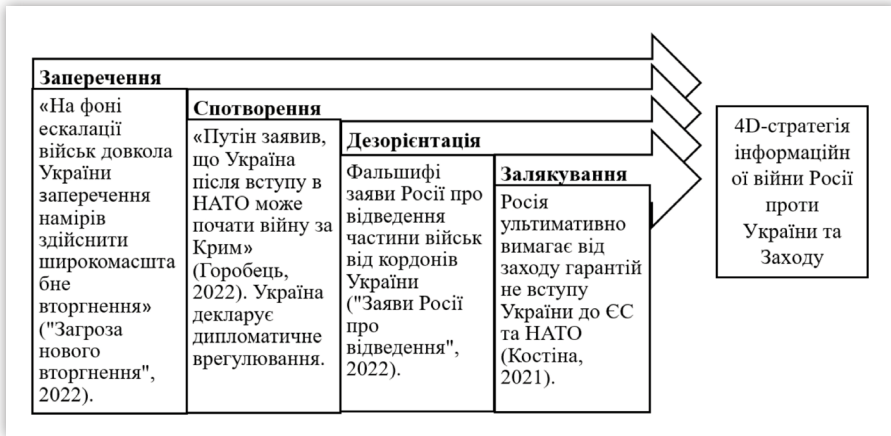 Заперечення
«На фоні
ескалації
військ довкола
України
заперечення
намірів
здійснити
широкомасшта
бне
вторгнення»
("Загроза
нового
вторгнення",
2022).
Спотворення
«Путін заявив,
що Україна
після вступу в
НАТО може
почати війну за
Крим»
(Горобець,
2022). Україна
декларує
дипломатичне
врегулювання.
Дезорієнтація
Фальшифі
заяви Росії про
відведення
частини військ
від кордонів
України
("Заяви Росії
про
відведення",
2022).
Залякування
Росія
ультимативно
вимагає від
заходу гарантій
не вступу
України до ЄС
та НАТО
(Костіна,
2021).
4D-стратегія
інформаційн
ої війни Росії
проти
України та
Заходу